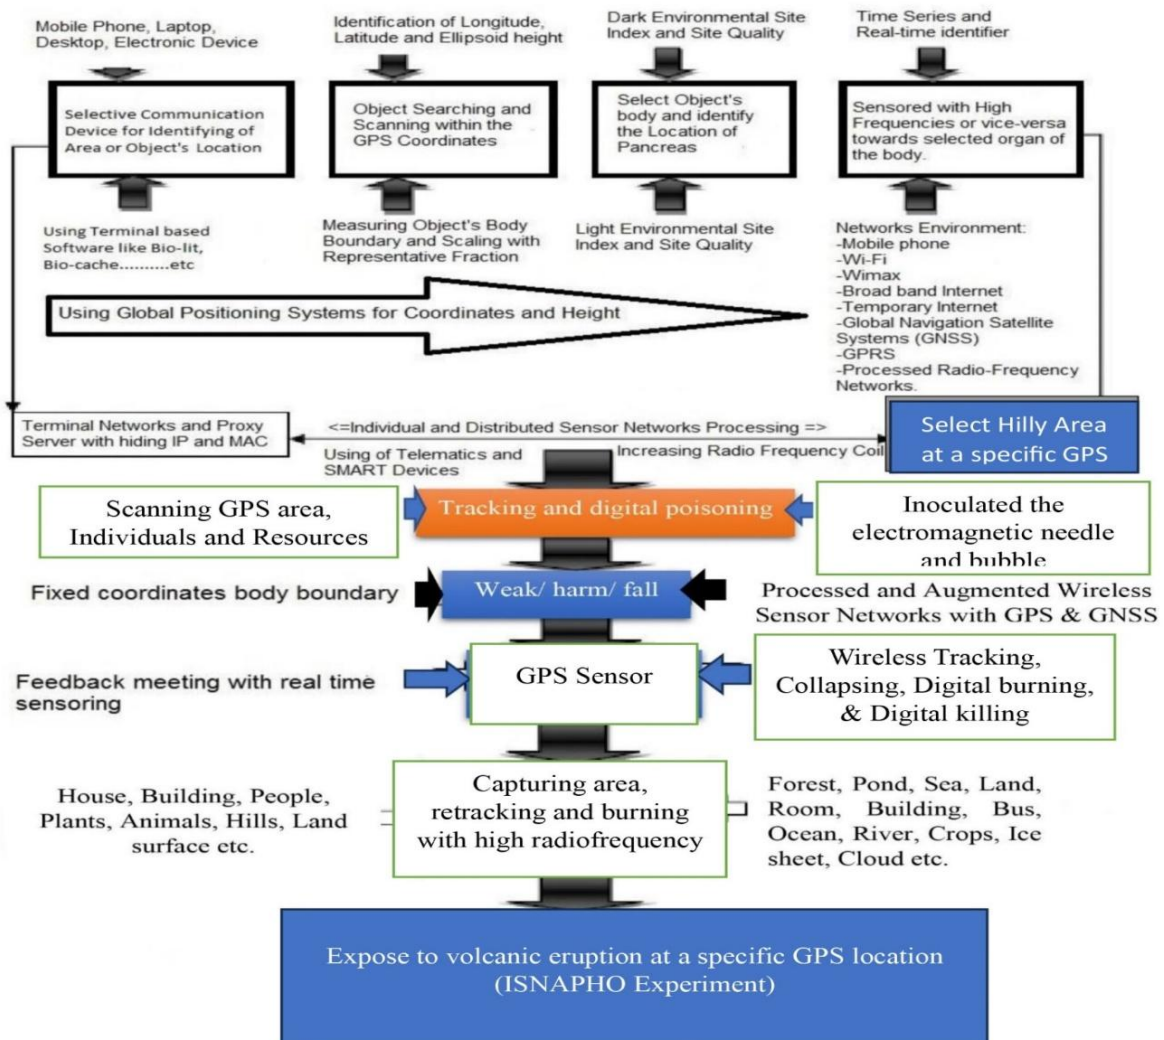 Mobile Phone, Laptop,
Desktop, Electronic Device
Identification of Longitude,
Latitude and Ellipsoid height
Dark Environmental Site
Index and Site Quality
Time Series and
Real-time identifier
Selective Communication
Device for Identifying of
Area or Object's Location
Object Searching and
Scanning within the
GPS Coordinates
Select Object's
body and identify
the Location of
Pancreas
Sensored with High
Frequencies or vice-versa
towards selected organ of
the body.
Using Terminal based
Software like Bio-lit,
Bio-cache..........etc
Measuring Object's Body
Boundary and Scaling with
Representative Fraction
Light Environmental Site
Index and Site Quality
Networks Environment:
-Mobile phone
-Wi-Fi
-Wimax
-Broad band Internet
-Temporary Internet
-Global Navigation Satellite
Systems (GNSS)
-GPRS
-Processed Radio-Frequency
Networks.
Using Global Positioning Systems for Coordinates and Height
Terminal Networks and Proxy
Server with hiding IP and MAC
<=Individual and Distributed Sensor Networks Processing =>
Using of Telematics and
SMART Devices
Increasing Radio Frequency Coil
Select Hilly Area
at a specific GPS
Scanning GPS area,
Individuals and Resources
Tracking and digital poisoning
Inoculated the
electromagnetic needle
and bubble
Fixed coordinates body boundary
Weak/ harm/ fall
Processed and Augmented Wireless
Sensor Networks with GPS & GNSS
Feedback meeting with real time
sensoring
GPS Sensor
Wireless Tracking,
Collapsing, Digital burning,
& Digital killing
House, Building, People,
Plants, Animals, Hills, Land
surface etc.
Capturing area,
retracking and burning
with high radiofrequency
Forest, Pond, Sea, Land,
Room, Building, Bus,
Ocean, River, Crops, Ice
sheet, Cloud etc.
Expose to volcanic eruption at a specific GPS location
(ISNAPHO Experiment)